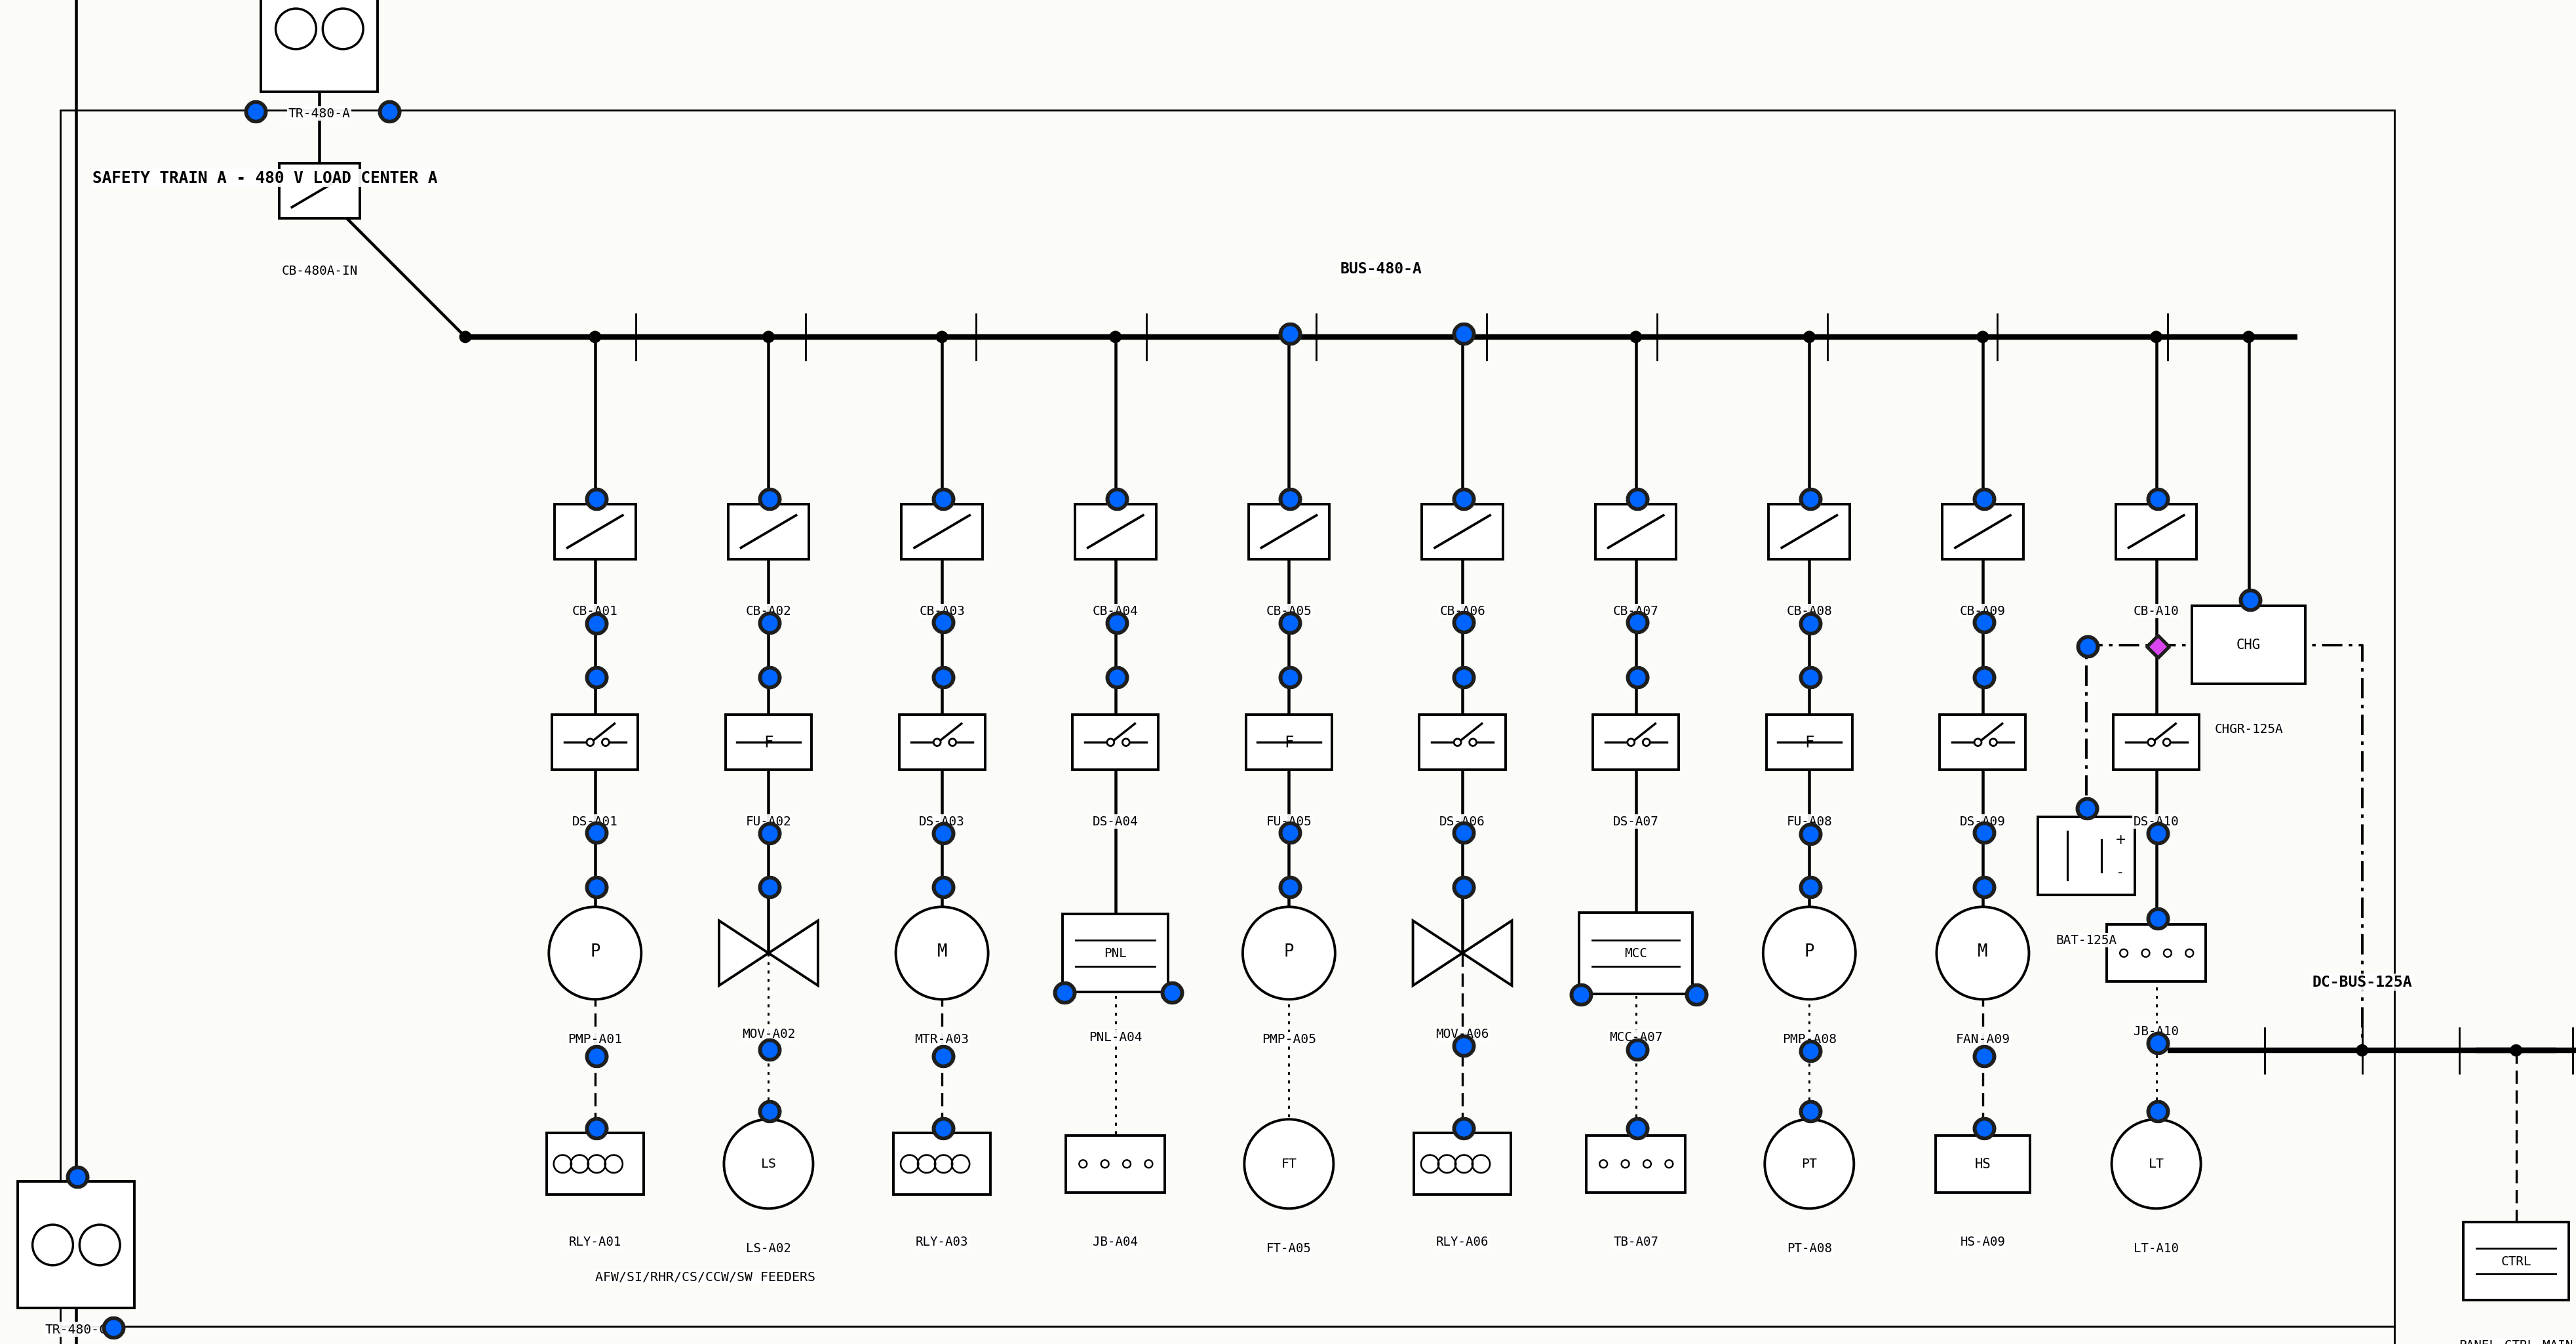 TR-480-A
SAFETY TRAIN A - 480 V LOAD CENTER A
CB-480A-IN
BUS-480-A
CB-A01 CB-A02 CB-A03 CB-A04 CB-A05 CB-A06 CB-A07 CB-A08 CB-A09 CB-A10
CHG
CHGR-125A
F F F
DS-A01 FU-A02 DS-A03 DS-A04 FU-A05 DS-A06 DS-A07 FU-A08 DS-A09 DS-A10
+
-
BAT-125A
P M PNL P MCC P M
DC-BUS-125A
PMP-A01 MOV-A02 MTR-A03 PNL-A04 PMP-A05 MOV-A06 MCC-A07 PMP-A08 FAN-A09 JB-A10
LS FT PT HS LT
RLY-A01 LS-A02 RLY-A03 JB-A04 FT-A05 RLY-A06 TB-A07 PT-A08 HS-A09 LT-A10
CTRL
AFW/SI/RHR/CS/CCW/SW FEEDERS